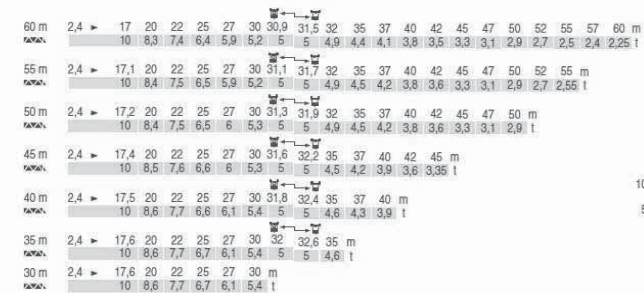 60 m 2,4 ► 17 20 22 25 27 30 30,9 31,5 32 35 37 40 42 45 47 50 52 55 57 60 m
10 8,3 7,4 6,4 5,9 5,2 5 5 4,9 4,4 4,1 3,8 3,5 3,3 3,1 2,9 2,7 2,5 2,4 2,25 t
55 m 2,4 ► 17,1 20 22 25 27 30 31,1 31,7 32 35 37 40 42 45 47 50 52 55 m
10 8,4 7,5 6,5 5,9 5,2 5 5 4,9 4,5 4,2 3,8 3,6 3,3 3,1 2,9 2,7 2,55 t
50 m 2,4 ► 17,2 20 22 25 27 30 31,3 31,9 32 35 37 40 42 45 47 50 m
10 8,4 7,5 6,5 6 5,3 5 5 4,9 4,5 4,2 3,8 3,6 3,3 3,1 2,9 t
45 m 2,4 ► 17,4 20 22 25 27 30 31,6 32,2 35 37 40 42 45 m
10 8,5 7,6 6,6 6 5,3 5 5 4,5 4,2 3,9 3,6 3,35 t
40 m 2,4 ► 17,5 20 22 25 27 30 31,8 32,4 35 37 40 m
10 8,6 7,7 6,6 6,1 5,4 5 5 4,6 4,3 3,9 t
35 m 2,4 ► 17,6 20 22 25 27 30 32 32,6 35 m
10 8,6 7,7 6,7 6,1 5,4 5 5 4,6 t
30 m 2,4 ► 17,6 20 22 25 27 30 m
10 8,6 7,7 6,7 6,1 5,4 t
10